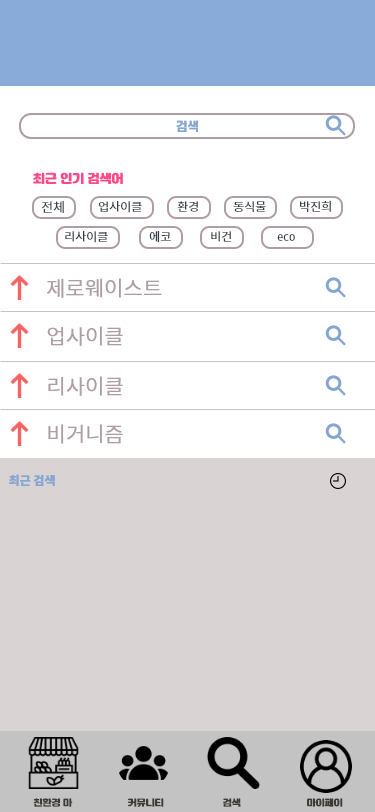 검색
최근 인기 검색어
전체 업사이클 환경 동식물 박진희
리사이클 에코 비건 eco
제로웨이스트
업사이클
리사이클
비거니즘
최근 검색
친환경 마 커뮤니티 검색 마이페이